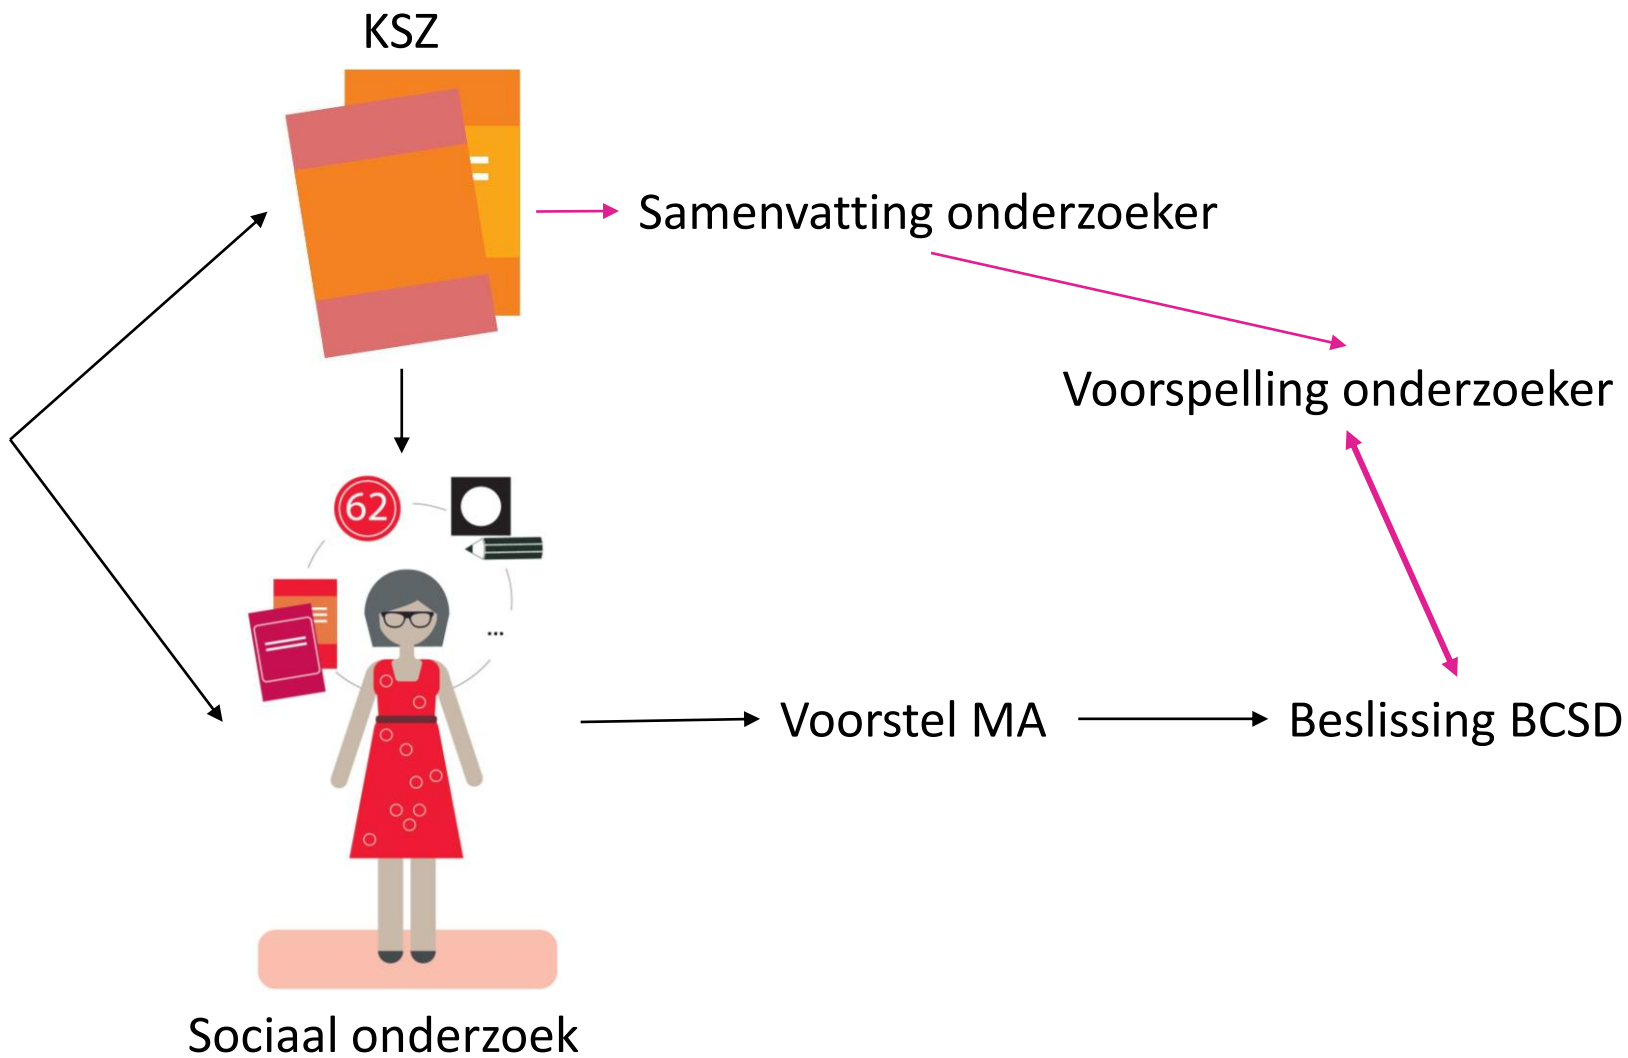 KSZ
Samenvatting onderzoeker
Voorspelling onderzoeker
62
...
Voorstel MA
Beslissing BCSD
Sociaal onderzoek